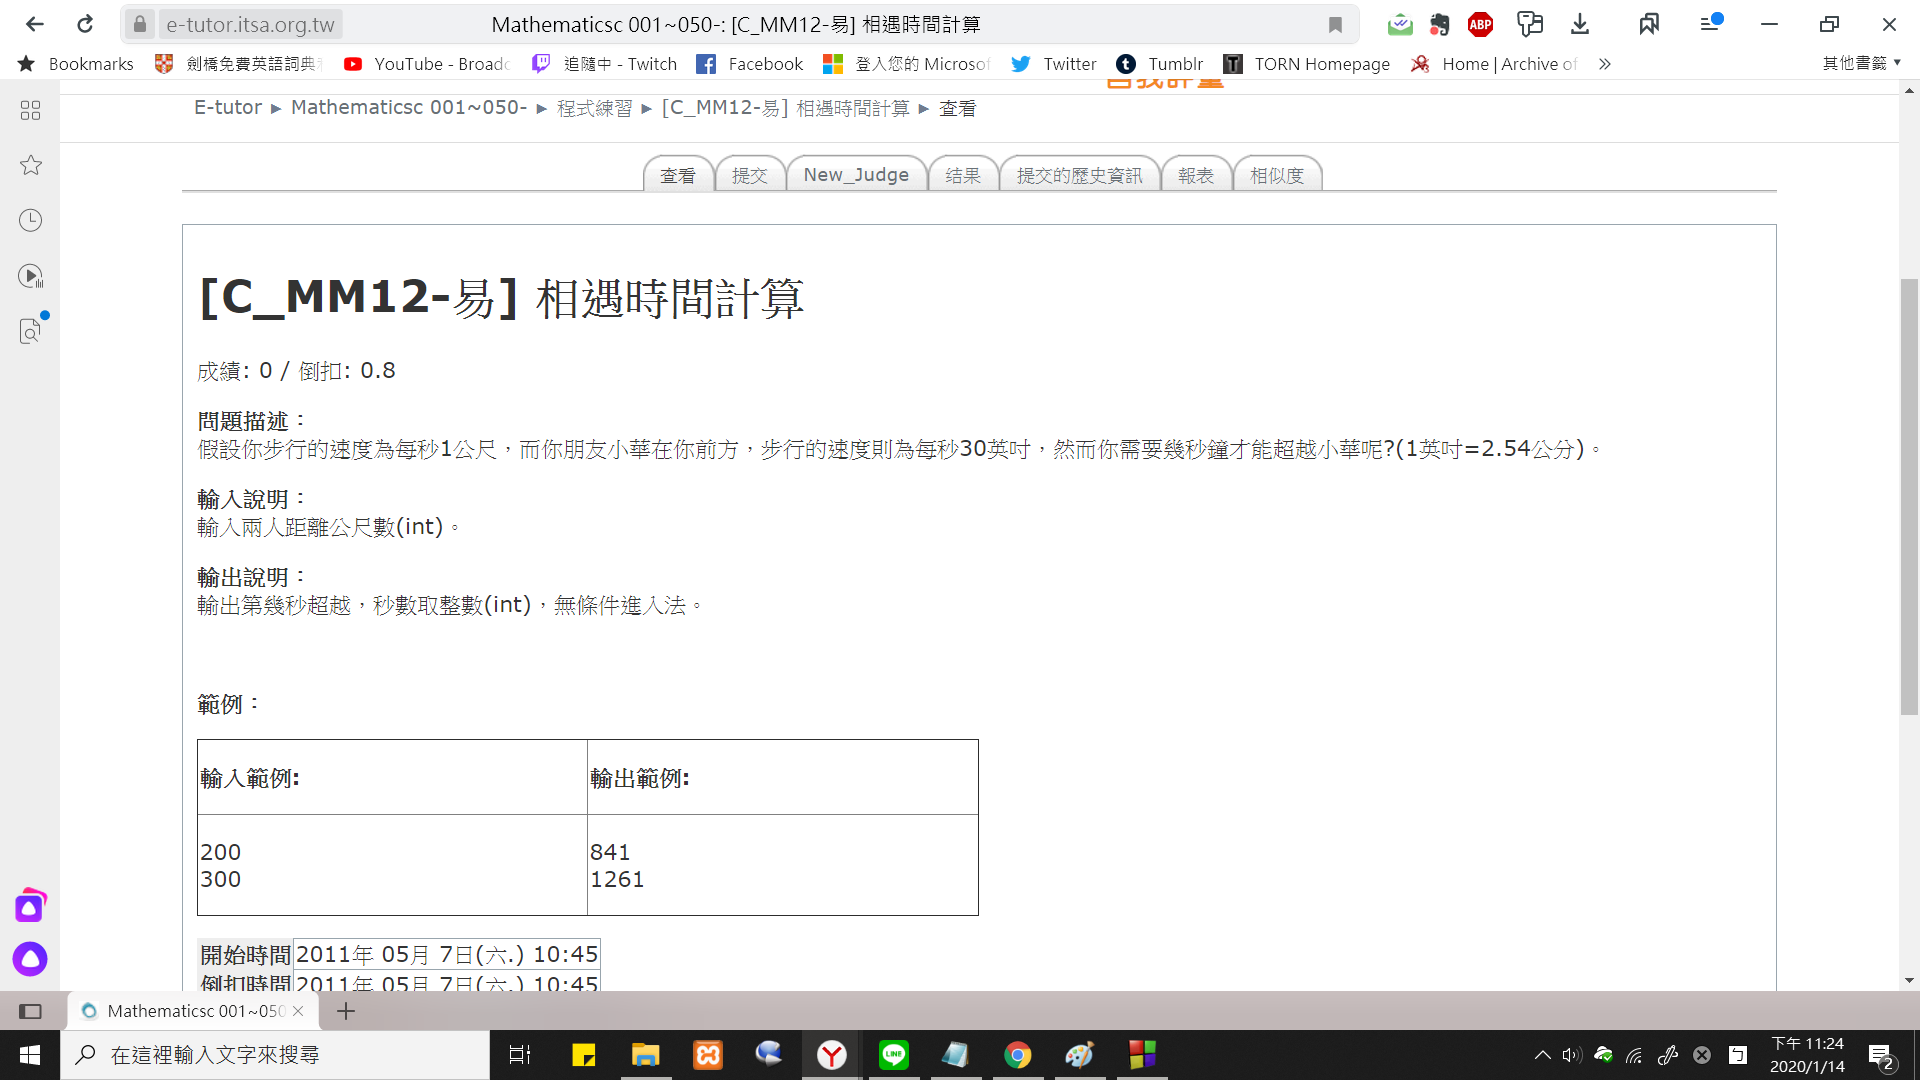 e-tutor.itsa.org.tw
Mathematicsc 001~050-: [C_MM12-易] 相遇時間計算
ABP
Bookmarks
劍橋免費英語詞典
YouTube - Broadc
追隨中 - Twitch
Facebook
登入您的 Microsof
Twitter
Tumblr
TORN Homepage
Home | Archive of
其他書籤
自我評量
E-tutor ► Mathematicsc 001~050- ► 程式練習 ► [C_MM12-易] 相遇時間計算 ► 查看
查看
提交
New_Judge
结果
提交的歷史資訊
報表
相似度
[C_MM12-易] 相遇時間計算
成績: 0 / 倒扣: 0.8
問題描述：
假設你步行的速度為每秒1公尺，而你朋友小華在你前方，步行的速度則為每秒30英吋，然而你需要幾秒鐘才能超越小華呢?(1英吋=2.54公分)。
輸入說明：
輸入兩人距離公尺數(int)。
輸出說明：
輸出第幾秒超越，秒數取整數(int)，無條件進入法。
範例：
輸入範例:
輸出範例:
200
300
841
1261
開始時間 2011年 05月 7日(六.) 10:45
倒扣時間 2011年 05月 7日(六.) 10:45
Mathematicsc 001~050
在這裡輸入文字來搜尋
LINE
下午 11:24
2020/1/14
2